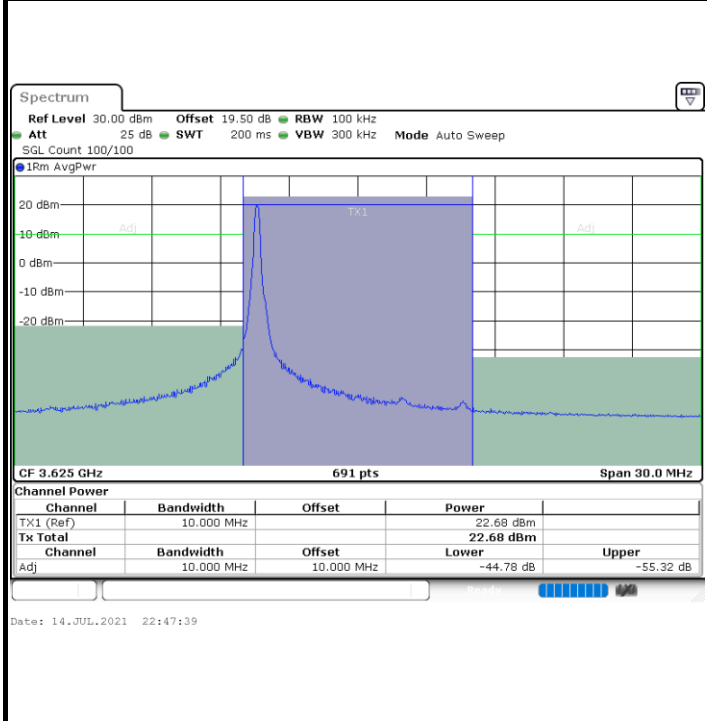 Spectrum
Ref Level 30.00 dBm Offset 19.50 dB RBW 100 kHz
Att 25 dB SWT 200 ms VBW 300 kHz Mode Auto Sweep
SGL Count 100/100
1Rm AvgPwr
20 dBm
TX1
10 dBm
Adj
Adj
0 dBm
-10 dBm
-20 dBm
CF 3.625 GHz 691 pts Span 30.0 MHz
Channel Power
Channel Bandwidth Offset Power
TX1 (Ref) 10.000 MHz 22.68 dBm
Tx Total 22.68 dBm
Channel Bandwidth Offset Lower Upper
Adj 10.000 MHz 10.000 MHz -44.78 dB -55.32 dB
Ready
Date: 14.JUL.2021 22:47:39